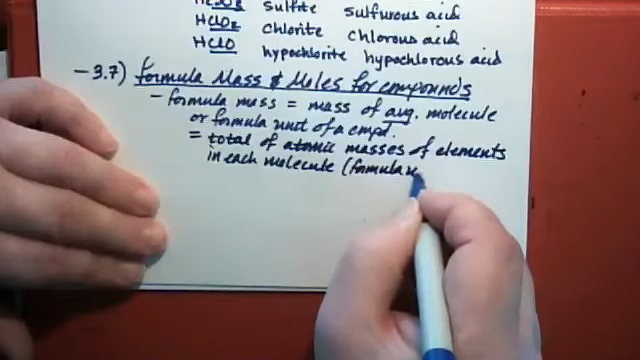 sulfite sulfurous acid
HClO₂ chlorite chlorous acid
HClO hypochlorite hypochlorous acid
- 3.7) Formula Mass & Moles for compounds
- formula mass = mass of avg. molecule
or formula unit of a cmpd.
= total of atomic masses of elements
in each molecule (formula